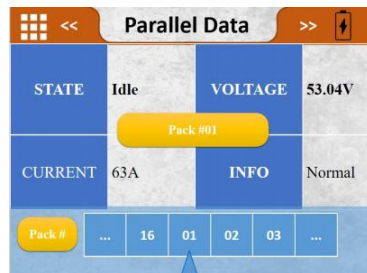 << Parallel Data >>
STATE Idle VOLTAGE 53.04V
Pack #01
CURRENT 63A INFO Normal
Pack # ... 16 01 02 03 ...